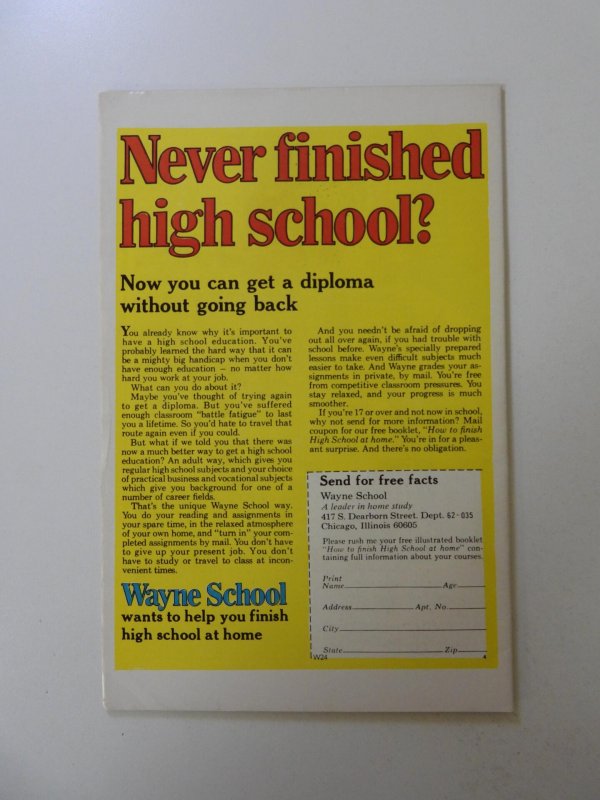 Never finished
high school?
Now you can get a diploma
without going back
You already know why it's important to
have a high school education. You've
probably learned the hard way that it can
be a mighty big handicap when you don't
have enough education — no matter how
hard you work at your job.
What can you do about it?
Maybe you've thought of trying again
to get a diploma. But you've suffered
enough classroom "battle fatigue" to last
you a lifetime. So you'd hate to travel that
route again even if you could.
But what if we told you that there was
now a much better way to get a high school
education? An adult way, which gives you
regular high school subjects and your choice
of practical business and vocational subjects
which give you background for one of a
number of career fields.
That's the unique Wayne School way.
You do your reading and assignments in
your spare time, in the relaxed atmosphere
of your own home, and "turn in" your com-
pleted assignments by mail. You don't have
to give up your present job. You don't
have to study or travel to class at incon-
venient times.
Wayne School
wants to help you finish
high school at home
And you needn't be afraid of dropping
out all over again, if you had trouble with
school before. Wayne's specially prepared
lessons make even difficult subjects much
easier to take. And Wayne grades your as-
signments in private, by mail. You're free
from competitive classroom pressures. You
stay relaxed, and your progress is much
smoother.
If you're 17 or over and not now in school,
why not send for more information? Mail
coupon for our free booklet, "How to finish
High School at home." You're in for a pleas-
ant surprise. And there's no obligation.
Send for free facts
Wayne School
A leader in home study
417 S. Dearborn Street. Dept. 62-035
Chicago, Illinois 60605
Please rush me your free illustrated booklet
"How to finish High School at home" con-
taining full information about your courses.
Print
Name Age
Address Apt. No.
City
State Zip
W24 4